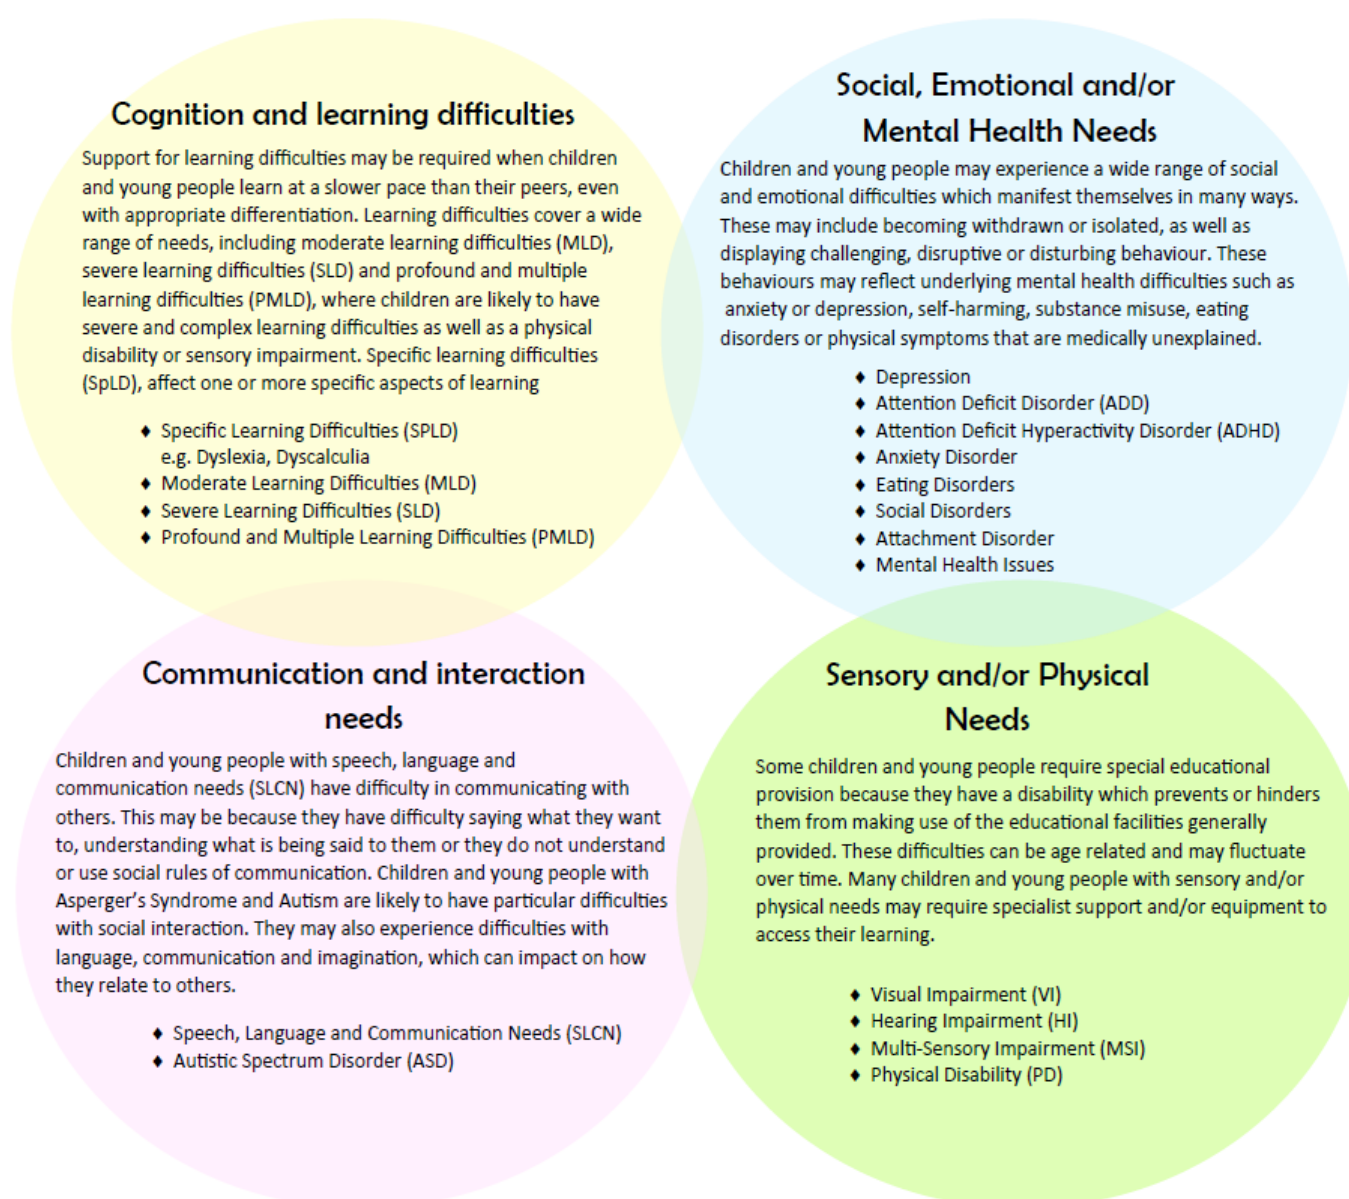 Cognition and learning difficulties
Support for learning difficulties may be required when children
and young people learn at a slower pace than their peers, even
with appropriate differentiation. Learning difficulties cover a wide
range of needs, including moderate learning difficulties (MLD),
severe learning difficulties (SLD) and profound and multiple
learning difficulties (PMLD), where children are likely to have
severe and complex learning difficulties as well as a physical
disability or sensory impairment. Specific learning difficulties
(SpLD), affect one or more specific aspects of learning
♦ Specific Learning Difficulties (SPLD)
e.g. Dyslexia, Dyscalculia
♦ Moderate Learning Difficulties (MLD)
♦ Severe Learning Difficulties (SLD)
♦ Profound and Multiple Learning Difficulties (PMLD)
Social, Emotional and/or
Mental Health Needs
Children and young people may experience a wide range of social
and emotional difficulties which manifest themselves in many ways.
These may include becoming withdrawn or isolated, as well as
displaying challenging, disruptive or disturbing behaviour. These
behaviours may reflect underlying mental health difficulties such as
anxiety or depression, self-harming, substance misuse, eating
disorders or physical symptoms that are medically unexplained.
♦ Depression
♦ Attention Deficit Disorder (ADD)
♦ Attention Deficit Hyperactivity Disorder (ADHD)
♦ Anxiety Disorder
♦ Eating Disorders
♦ Social Disorders
♦ Attachment Disorder
♦ Mental Health Issues
Communication and interaction
needs
Children and young people with speech, language and
communication needs (SLCN) have difficulty in communicating with
others. This may be because they have difficulty saying what they want
to, understanding what is being said to them or they do not understand
or use social rules of communication. Children and young people with
Asperger's Syndrome and Autism are likely to have particular difficulties
with social interaction. They may also experience difficulties with
language, communication and imagination, which can impact on how
they relate to others.
♦ Speech, Language and Communication Needs (SLCN)
♦ Autistic Spectrum Disorder (ASD)
Sensory and/or Physical
Needs
Some children and young people require special educational
provision because they have a disability which prevents or hinders
them from making use of the educational facilities generally
provided. These difficulties can be age related and may fluctuate
over time. Many children and young people with sensory and/or
physical needs may require specialist support and/or equipment to
access their learning.
♦ Visual Impairment (VI)
♦ Hearing Impairment (HI)
♦ Multi-Sensory Impairment (MSI)
♦ Physical Disability (PD)